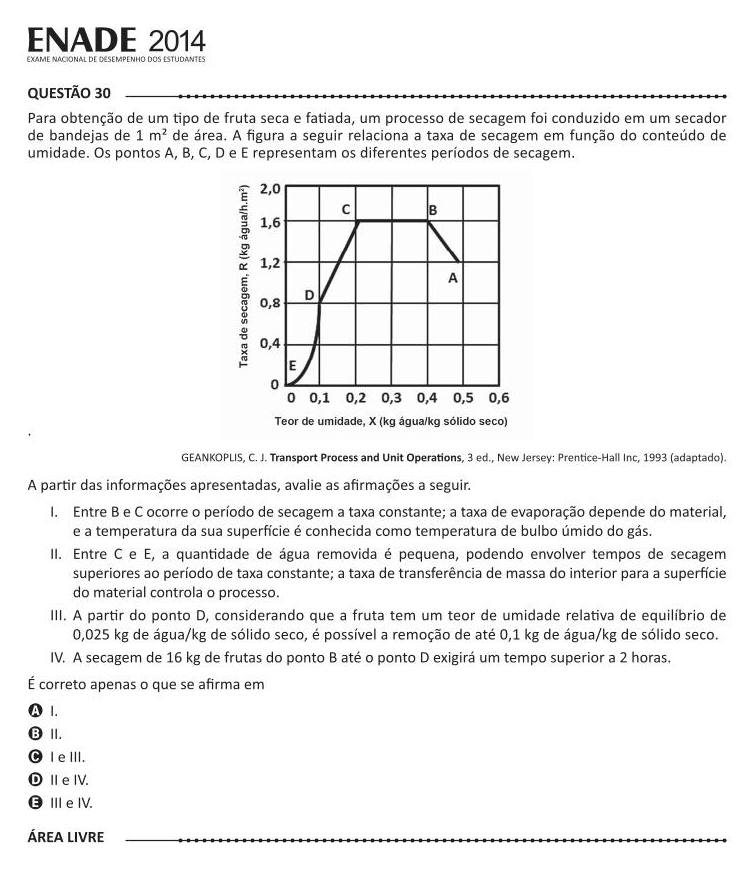 ENADE 2014
EXAME NACIONAL DE DESEMPENHO DOS ESTUDANTES
QUESTÃO 30
Para obtenção de um tipo de fruta seca e fatiada, um processo de secagem foi conduzido em um secador
de bandejas de 1 m² de área. A figura a seguir relaciona a taxa de secagem em função do conteúdo de
umidade. Os pontos A, B, C, D e E representam os diferentes períodos de secagem.
Taxa de secagem, R (kg água/h.m²)
2,0
1,6
1,2
0,8
0,4
0
C
B
A
D
E
0 0,1 0,2 0,3 0,4 0,5 0,6
Teor de umidade, X (kg água/kg sólido seco)
.
GEANKOPLIS, C. J. Transport Process and Unit Operations, 3 ed., New Jersey: Prentice-Hall Inc, 1993 (adaptado).
A partir das informações apresentadas, avalie as afirmações a seguir.
I. Entre B e C ocorre o período de secagem a taxa constante; a taxa de evaporação depende do material,
e a temperatura da sua superfície é conhecida como temperatura de bulbo úmido do gás.
II. Entre C e E, a quantidade de água removida é pequena, podendo envolver tempos de secagem
superiores ao período de taxa constante; a taxa de transferência de massa do interior para a superfície
do material controla o processo.
III. A partir do ponto D, considerando que a fruta tem um teor de umidade relativa de equilíbrio de
0,025 kg de água/kg de sólido seco, é possível a remoção de até 0,1 kg de água/kg de sólido seco.
IV. A secagem de 16 kg de frutas do ponto B até o ponto D exigirá um tempo superior a 2 horas.
É correto apenas o que se afirma em
A I.
B II.
C I e III.
D II e IV.
E III e IV.
ÁREA LIVRE